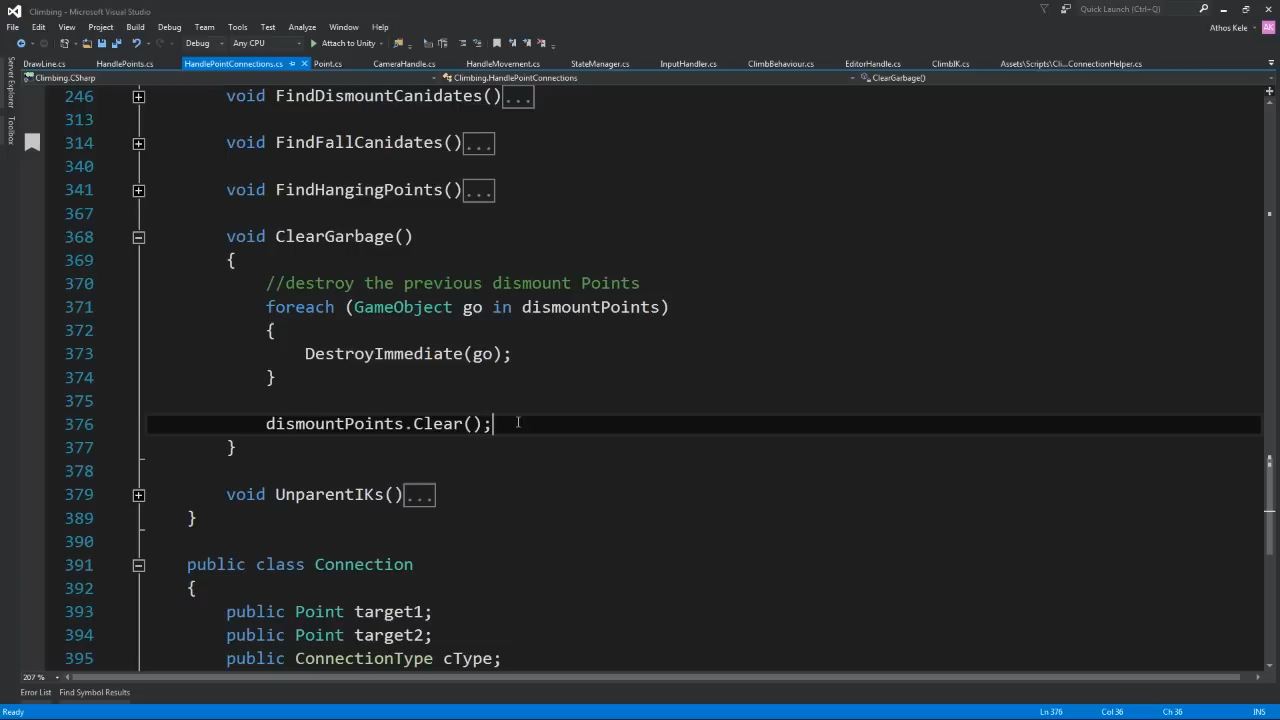 Climbing - Microsoft Visual Studio
Quick Launch (Ctrl+Q)
File Edit View Project Build Debug Team Tools Test Analyze Window Help
Athos Kele AK
Debug Any CPU Attach to Unity
DrawLine.cs HandlePoints.cs HandlePointConnections.cs Point.cs CameraHandle.cs HandleMovement.cs StateManager.cs InputHandler.cs ClimbBehaviour.cs EditorHandle.cs ClimbIK.cs Assets\Scripts\Cli...ConnectionHelper.cs
Climbing.CSharp Climbing.HandlePointConnections ClearGarbage()
Server Explorer
Toolbox
246 void FindDismountCanidates()...
313
314 void FindFallCanidates()...
340
341 void FindHangingPoints()...
367
368 void ClearGarbage()
369 {
370 //destroy the previous dismount Points
371 foreach (GameObject go in dismountPoints)
372 {
373 DestroyImmediate(go);
374 }
375
376 dismountPoints.Clear();
377 }
378
379 void UnparentIKs()...
389 }
390
391 public class Connection
392 {
393 public Point target1;
394 public Point target2;
395 public ConnectionType cType;
207 %
Error List Find Symbol Results
Ready Ln 376 Col 36 Ch 36 INS